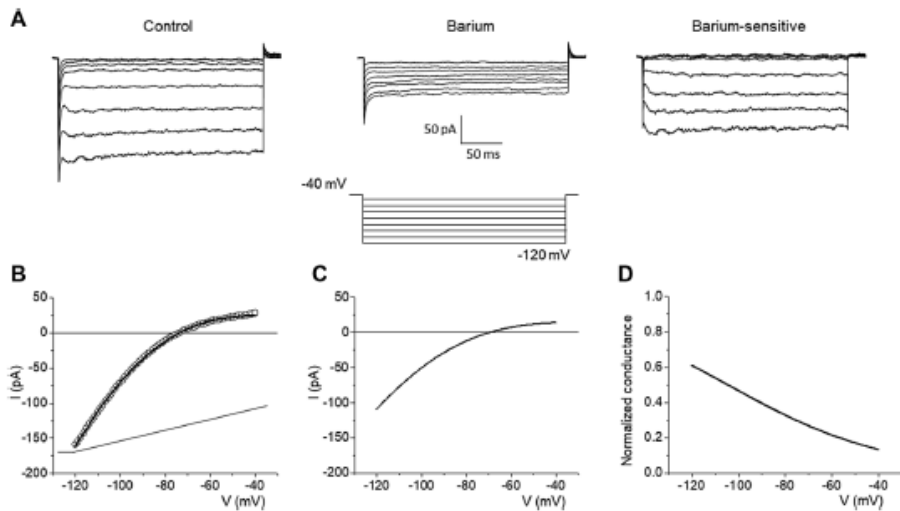 A
Control
Barium
Barium-sensitive
50 pA
50 ms
-40 mV
-120 mV
B
50
0
-50
-100
-150
-200
I (pA)
-120 -100 -80 -60 -40
V (mV)
C
50
0
-50
-100
-150
-200
I (pA)
-120 -100 -80 -60 -40
V (mV)
D
1.0
0.8
0.6
0.4
0.2
0.0
Normalized conductance
-120 -100 -80 -60 -40
V (mV)